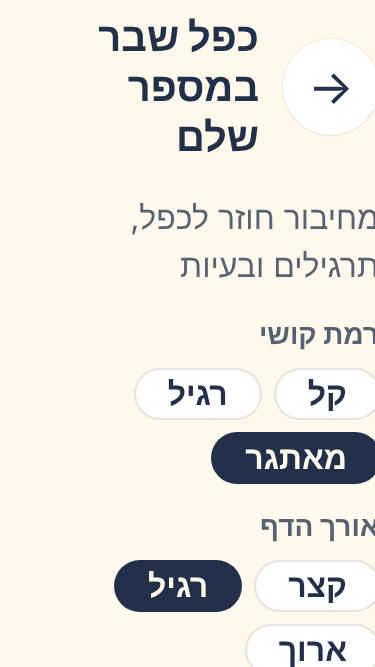 כפל שבר
במספר
שלם
מחיבור חוזר לכפל,
תרגילים ובעיות
רמת קושי
קל
רגיל
מאתגר
אורך הדף
קצר
רגיל
ארוך